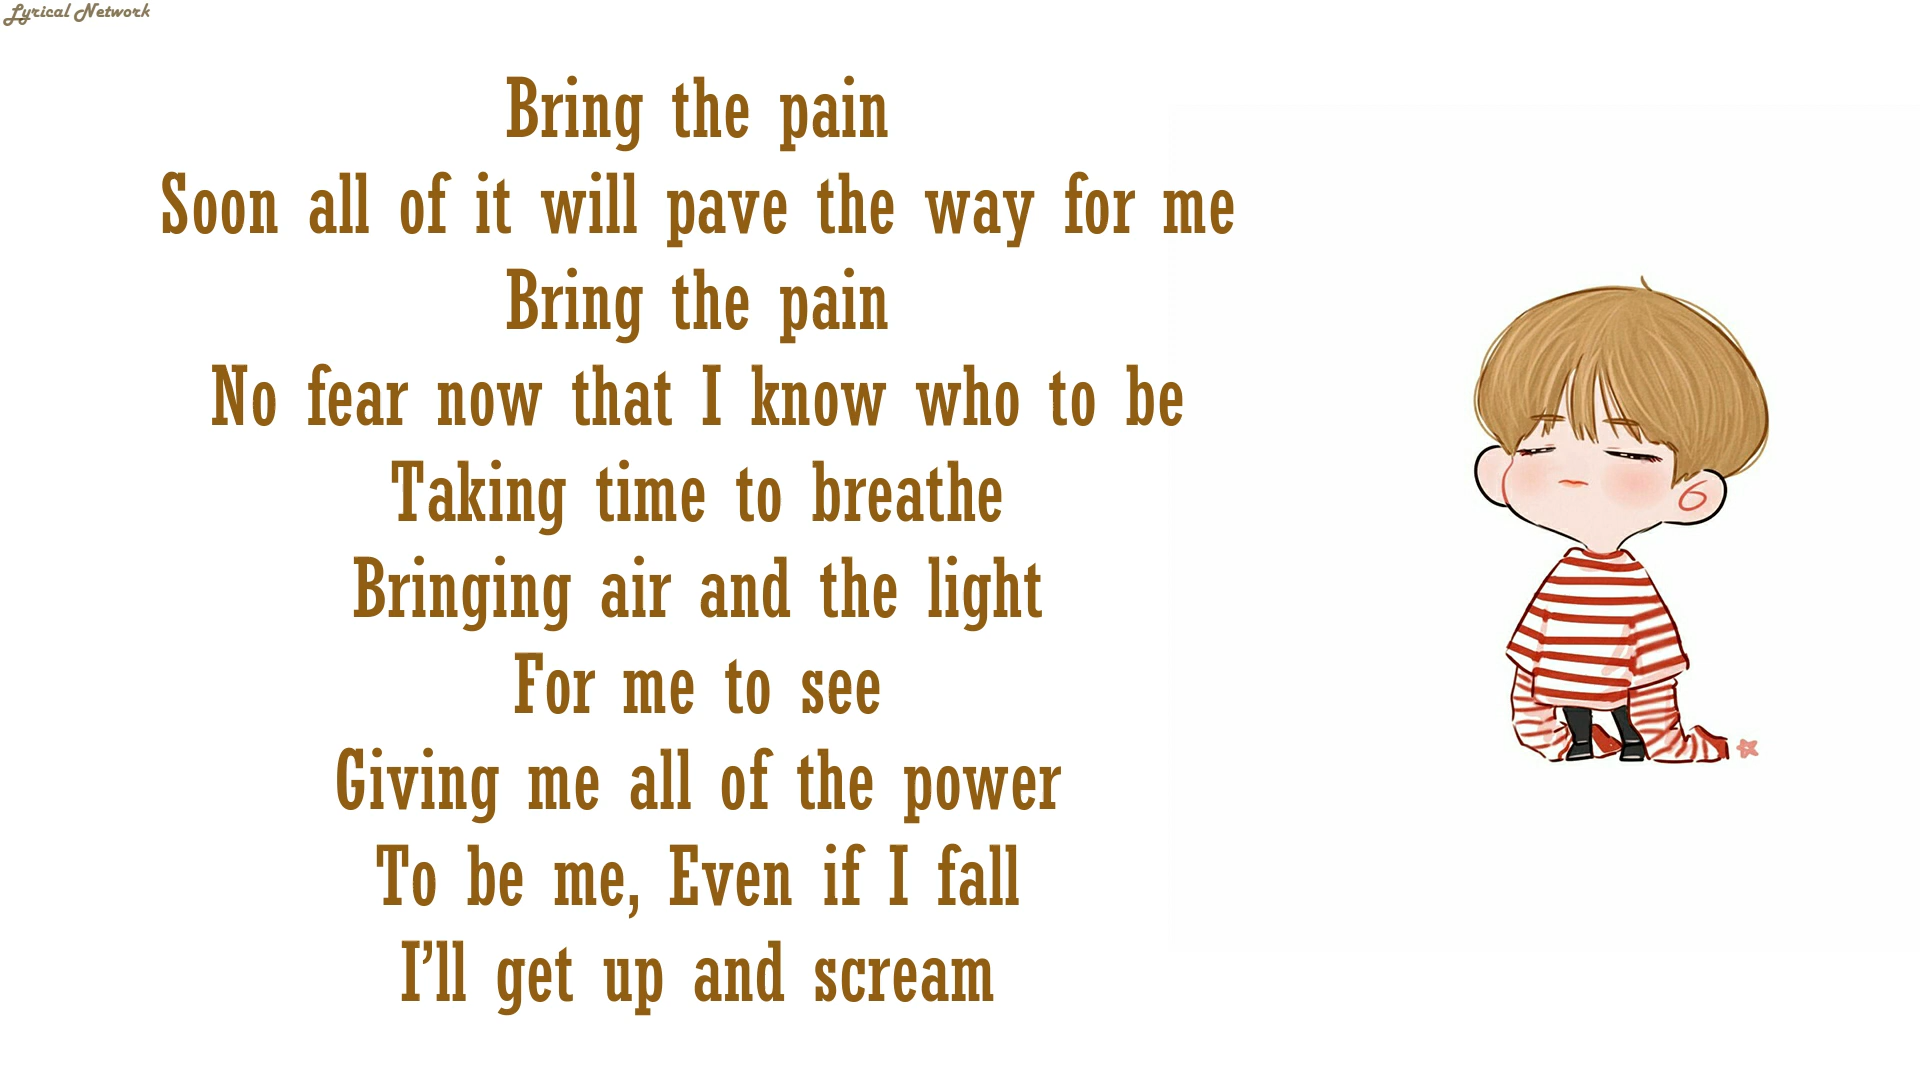 Lyrical Network
Bring the pain
Soon all of it will pave the way for me
Bring the pain
No fear now that I know who to be
Taking time to breathe
Bringing air and the light
For me to see
Giving me all of the power
To be me, Even if I fall
I’ll get up and scream